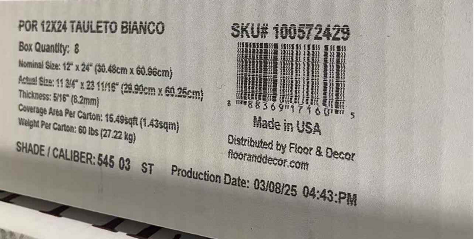 POR 12X24 TAULETO BIANCO
Box Quantity: 8
Nominal Size: 12" x 24" (30.48cm x 60.96cm)
Actual Size: 11 3/4" x 23 11/16" (29.90cm x 60.25cm)
Thickness: 5/16" (8.2mm)
Coverage Area Per Carton: 15.49sqft (1.43sqm)
Weight Per Carton: 60 lbs (27.22 kg)
SHADE / CALIBER: 545 03 ST
SKU# 100572429
8 88369 17160 5
Made in USA
Distributed by Floor & Decor
flooranddecor.com
Production Date: 03/08/25 04:43:PM